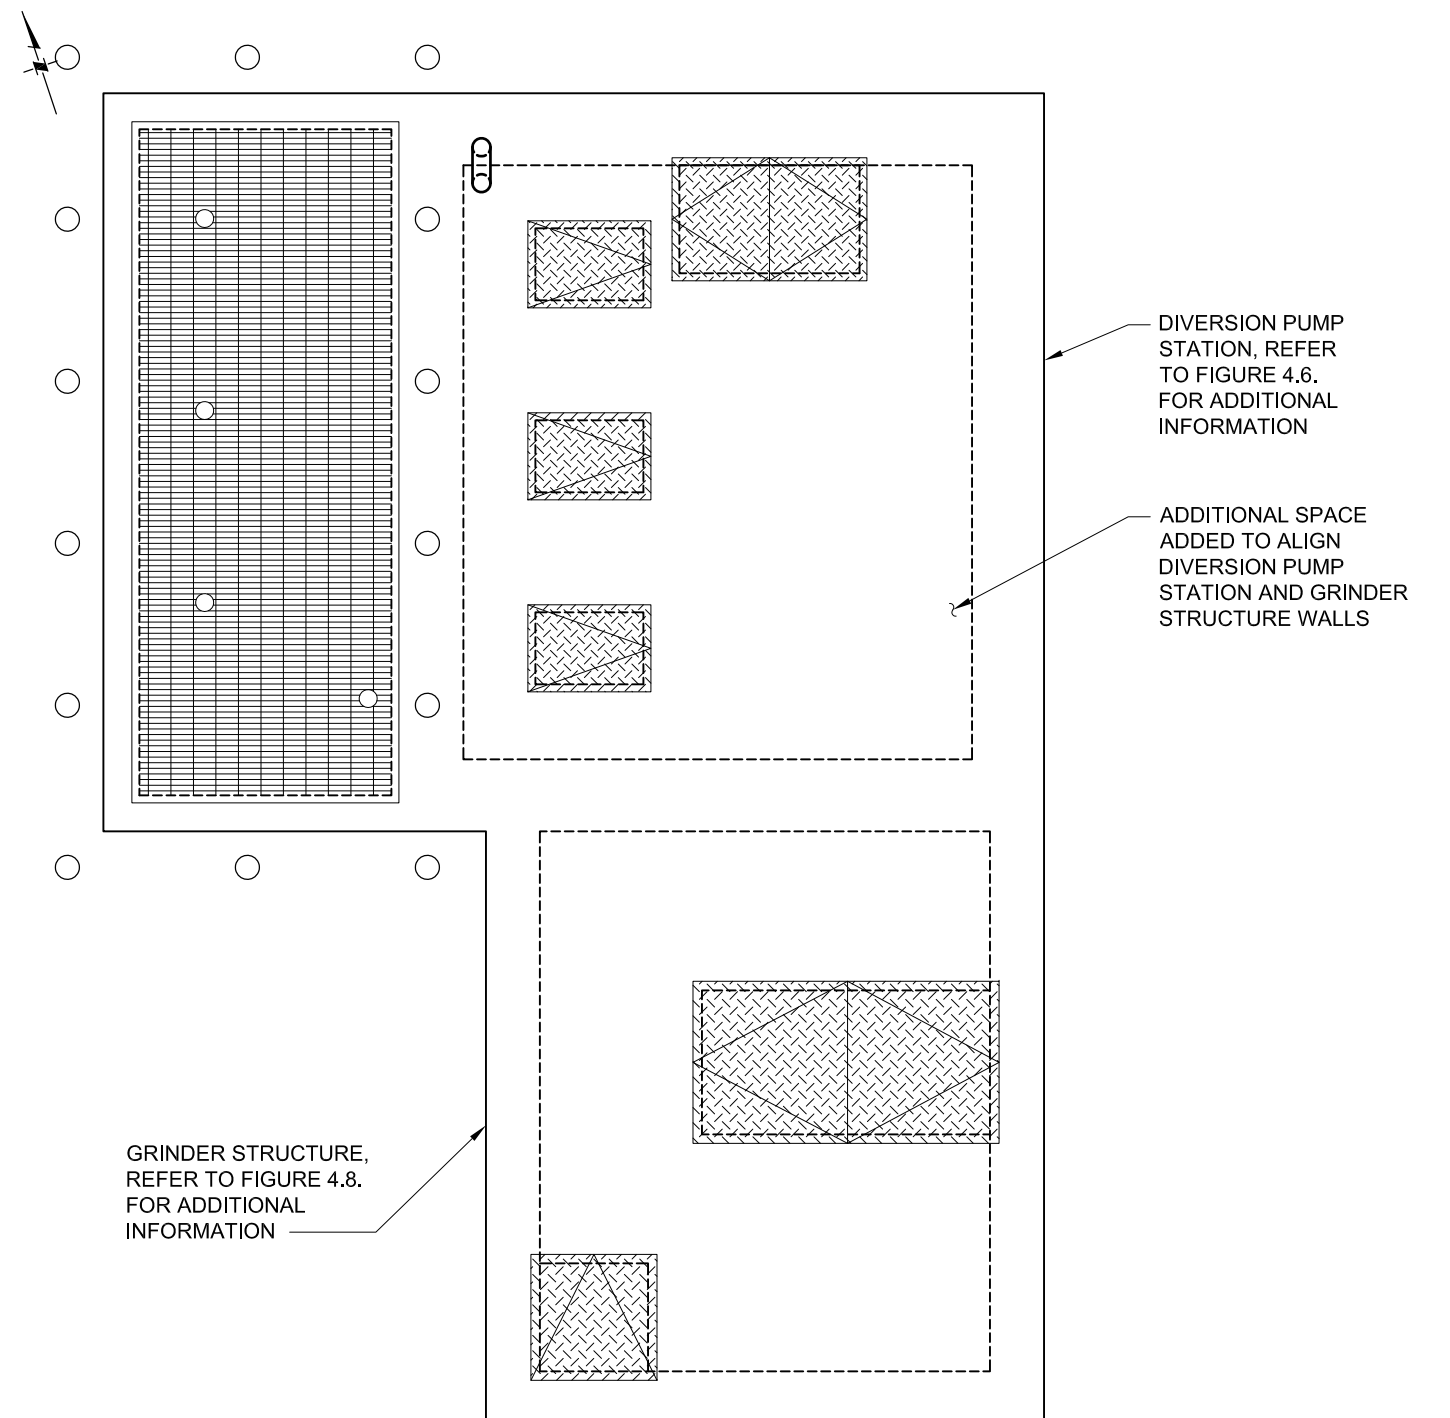 DIVERSION PUMP
STATION, REFER
TO FIGURE 4.6.
FOR ADDITIONAL
INFORMATION
ADDITIONAL SPACE
ADDED TO ALIGN
DIVERSION PUMP
STATION AND GRINDER
STRUCTURE WALLS
GRINDER STRUCTURE,
REFER TO FIGURE 4.8.
FOR ADDITIONAL
INFORMATION